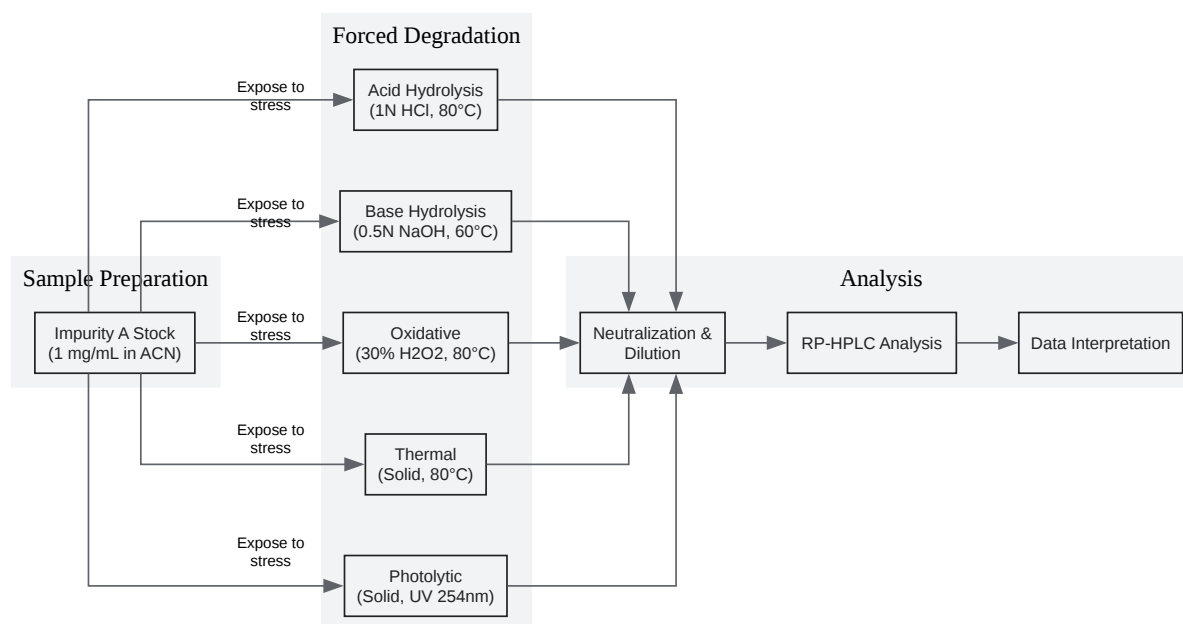 Forced Degradation
Expose to
stress
Acid Hydrolysis
(1N HCl, 80°C)
Expose to
stress
Base Hydrolysis
(0.5N NaOH, 60°C)
Sample Preparation
Impurity A Stock
(1 mg/mL in ACN)
Expose to
stress
Oxidative
(30% H2O2, 80°C)
Analysis
Neutralization &
Dilution
RP-HPLC Analysis
Data Interpretation
Expose to
stress
Thermal
(Solid, 80°C)
Expose to
stress
Photolytic
(Solid, UV 254nm)